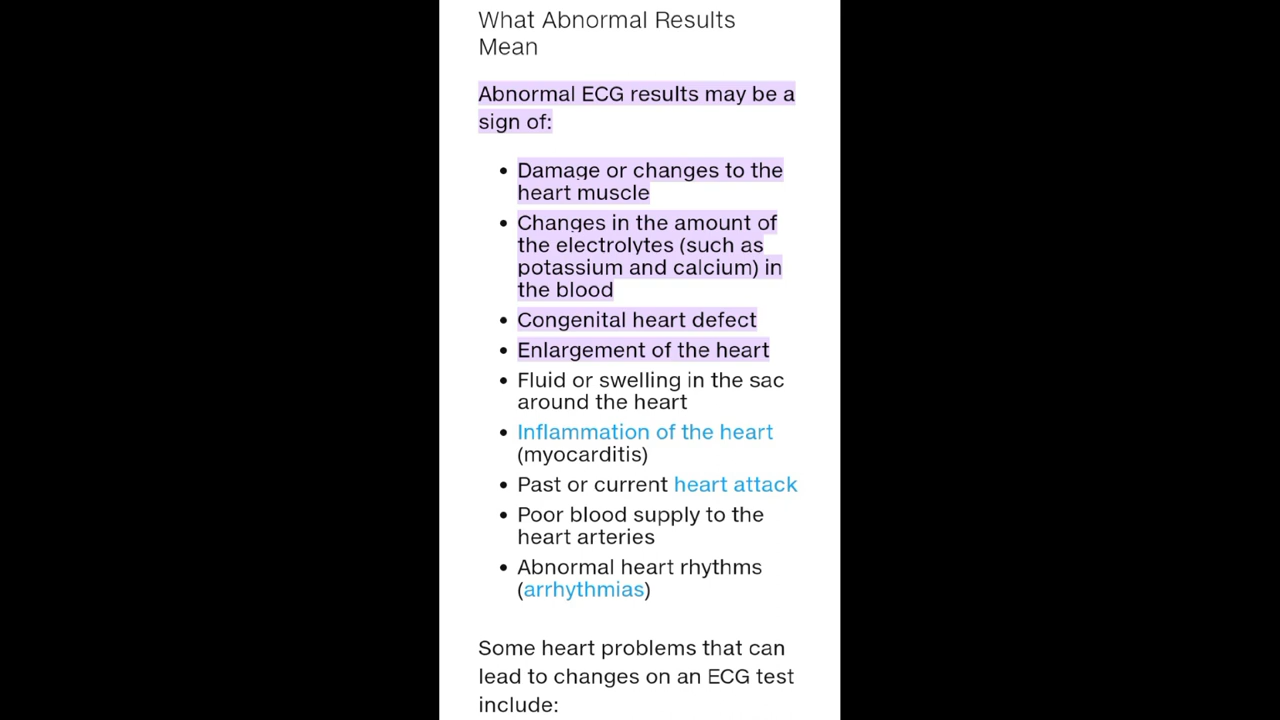 What Abnormal Results
Mean
Abnormal ECG results may be a
sign of:
• Damage or changes to the
heart muscle
• Changes in the amount of
the electrolytes (such as
potassium and calcium) in
the blood
• Congenital heart defect
• Enlargement of the heart
• Fluid or swelling in the sac
around the heart
• Inflammation of the heart
(myocarditis)
• Past or current heart attack
• Poor blood supply to the
heart arteries
• Abnormal heart rhythms
(arrhythmias)
Some heart problems that can
lead to changes on an ECG test
include: